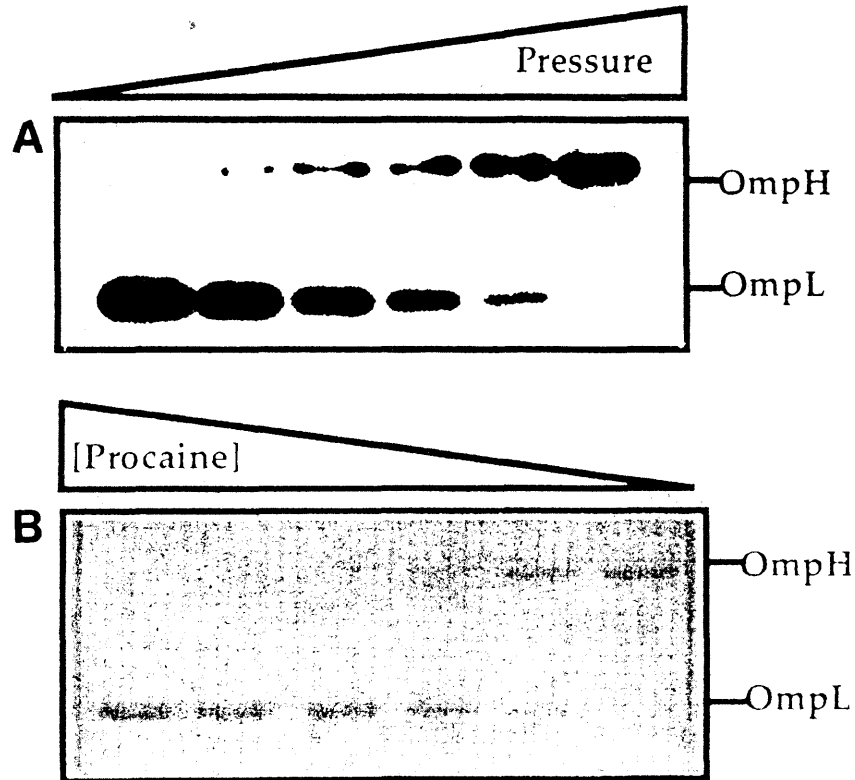 Pressure
A
OmpH
OmpL
[Procaine]
B
OmpH
OmpL